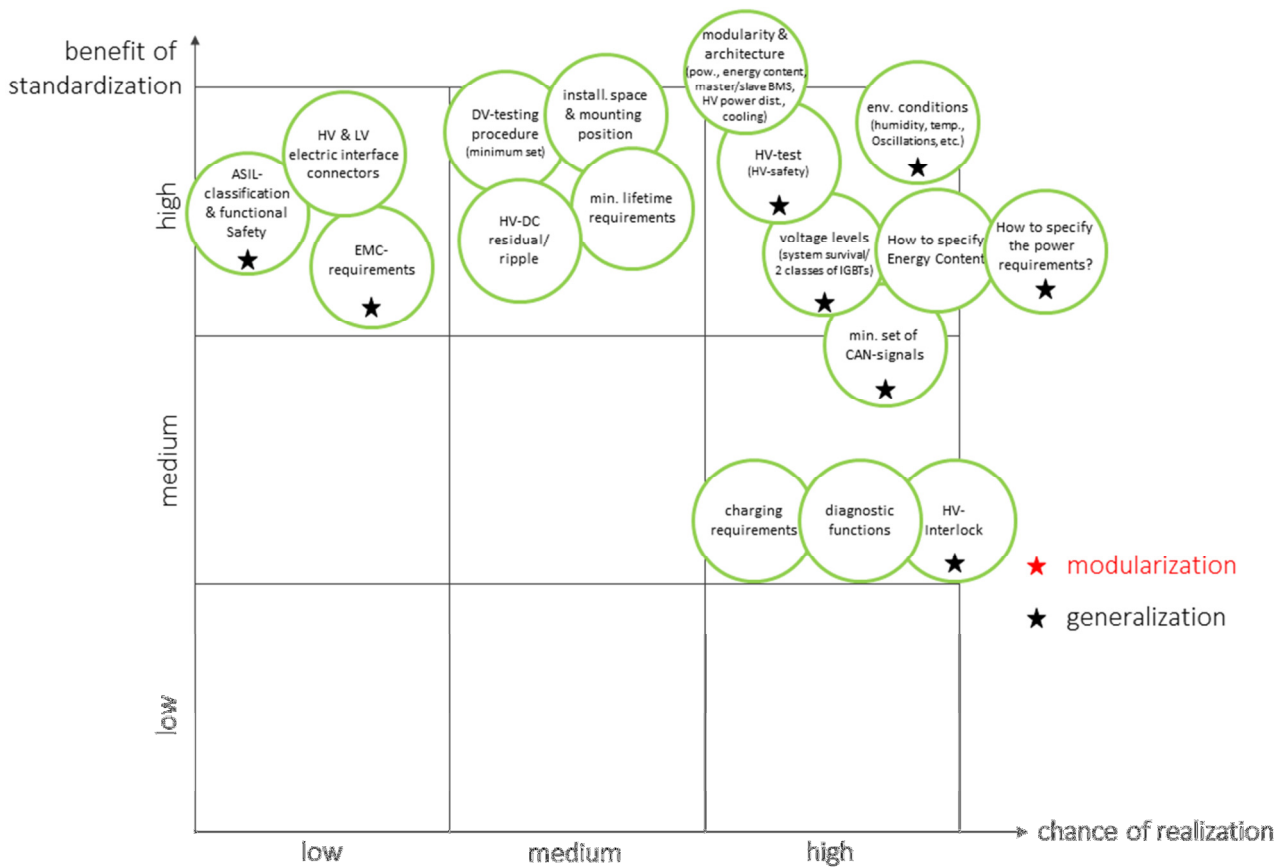 benefit of
standardization
high
medium
low
ASIL-
classification
& functional
Safety
HV & LV
electric interface
connectors
EMC-
requirements
DV-testing
procedure
(minimum set)
install. space
& mounting
position
HV-DC
residual/
ripple
min. lifetime
requirements
modularity &
architecture
(pow., energy content,
master/slave BMS,
HV power dist.,
cooling)
HV-test
(HV-safety)
env. conditions
(humidity, temp.,
Oscillations, etc.)
voltage levels
(system survival/
2 classes of IGBTs)
How to specify
Energy Content
How to specify
the power
requirements?
min. set of
CAN-signals
charging
requirements
diagnostic
functions
HV-
Interlock
modularization
generalization
chance of realization
low
medium
high